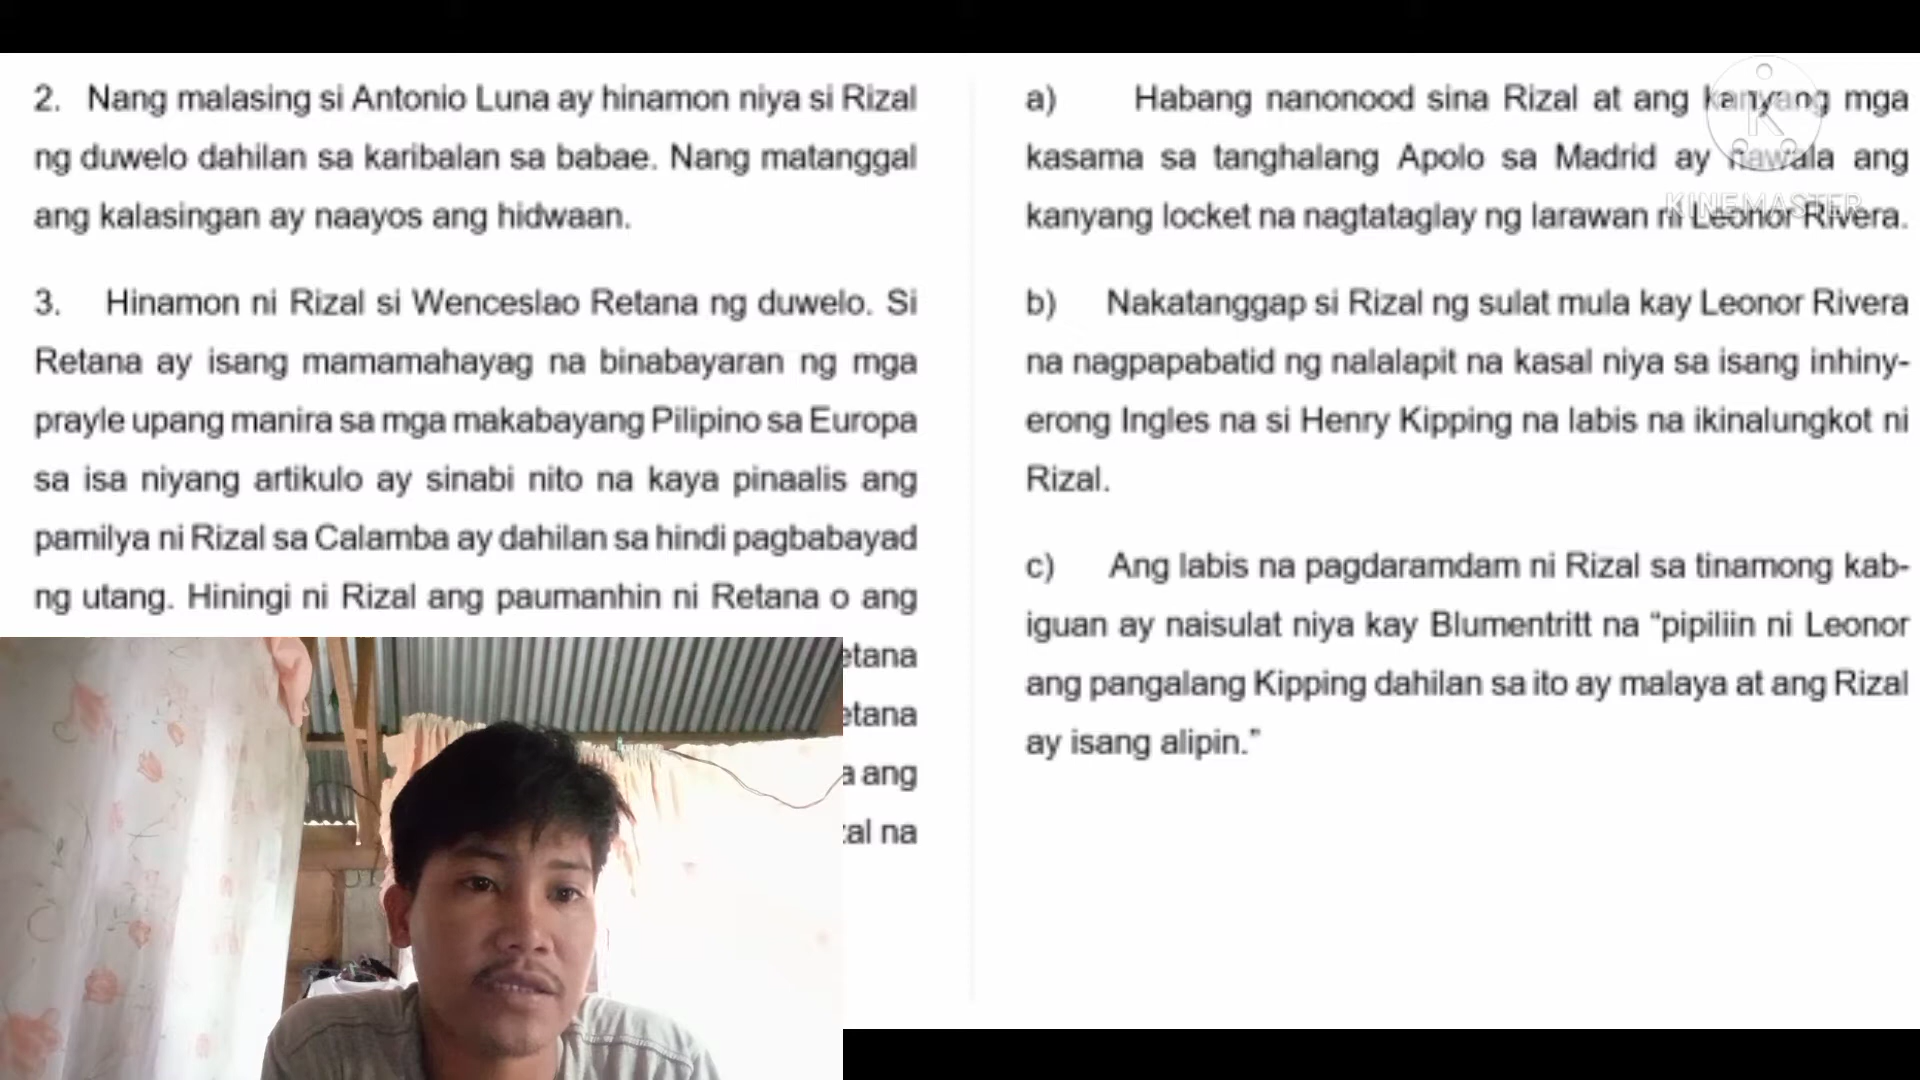 2. Nang malasing si Antonio Luna ay hinamon niya si Rizal
ng duwelo dahilan sa karibalan sa babae. Nang matanggal
ang kalasingan ay naayos ang hidwaan.
3. Hinamon ni Rizal si Wenceslao Retana ng duwelo. Si
Retana ay isang mamamahayag na binabayaran ng mga
prayle upang manira sa mga makabayang Pilipino sa Europa
sa isa niyang artikulo ay sinabi nito na kaya pinaalis ang
pamilya ni Rizal sa Calamba ay dahilan sa hindi pagbabayad
ng utang. Hiningi ni Rizal ang paumanhin ni Retana o ang
etana
etana
a ang
zal na
a) Habang nanonood sina Rizal at ang kanyang mga
kasama sa tanghalang Apolo sa Madrid ay nawala ang
kanyang locket na nagtataglay ng larawan ni Leonor Rivera.
b) Nakatanggap si Rizal ng sulat mula kay Leonor Rivera
na nagpapabatid ng nalalapit na kasal niya sa isang inhiny-
erong Ingles na si Henry Kipping na labis na ikinalungkot ni
Rizal.
c) Ang labis na pagdaramdam ni Rizal sa tinamong kab-
iguan ay naisulat niya kay Blumentritt na “pipiliin ni Leonor
ang pangalang Kipping dahilan sa ito ay malaya at ang Rizal
ay isang alipin.”
K
KINEMASTER